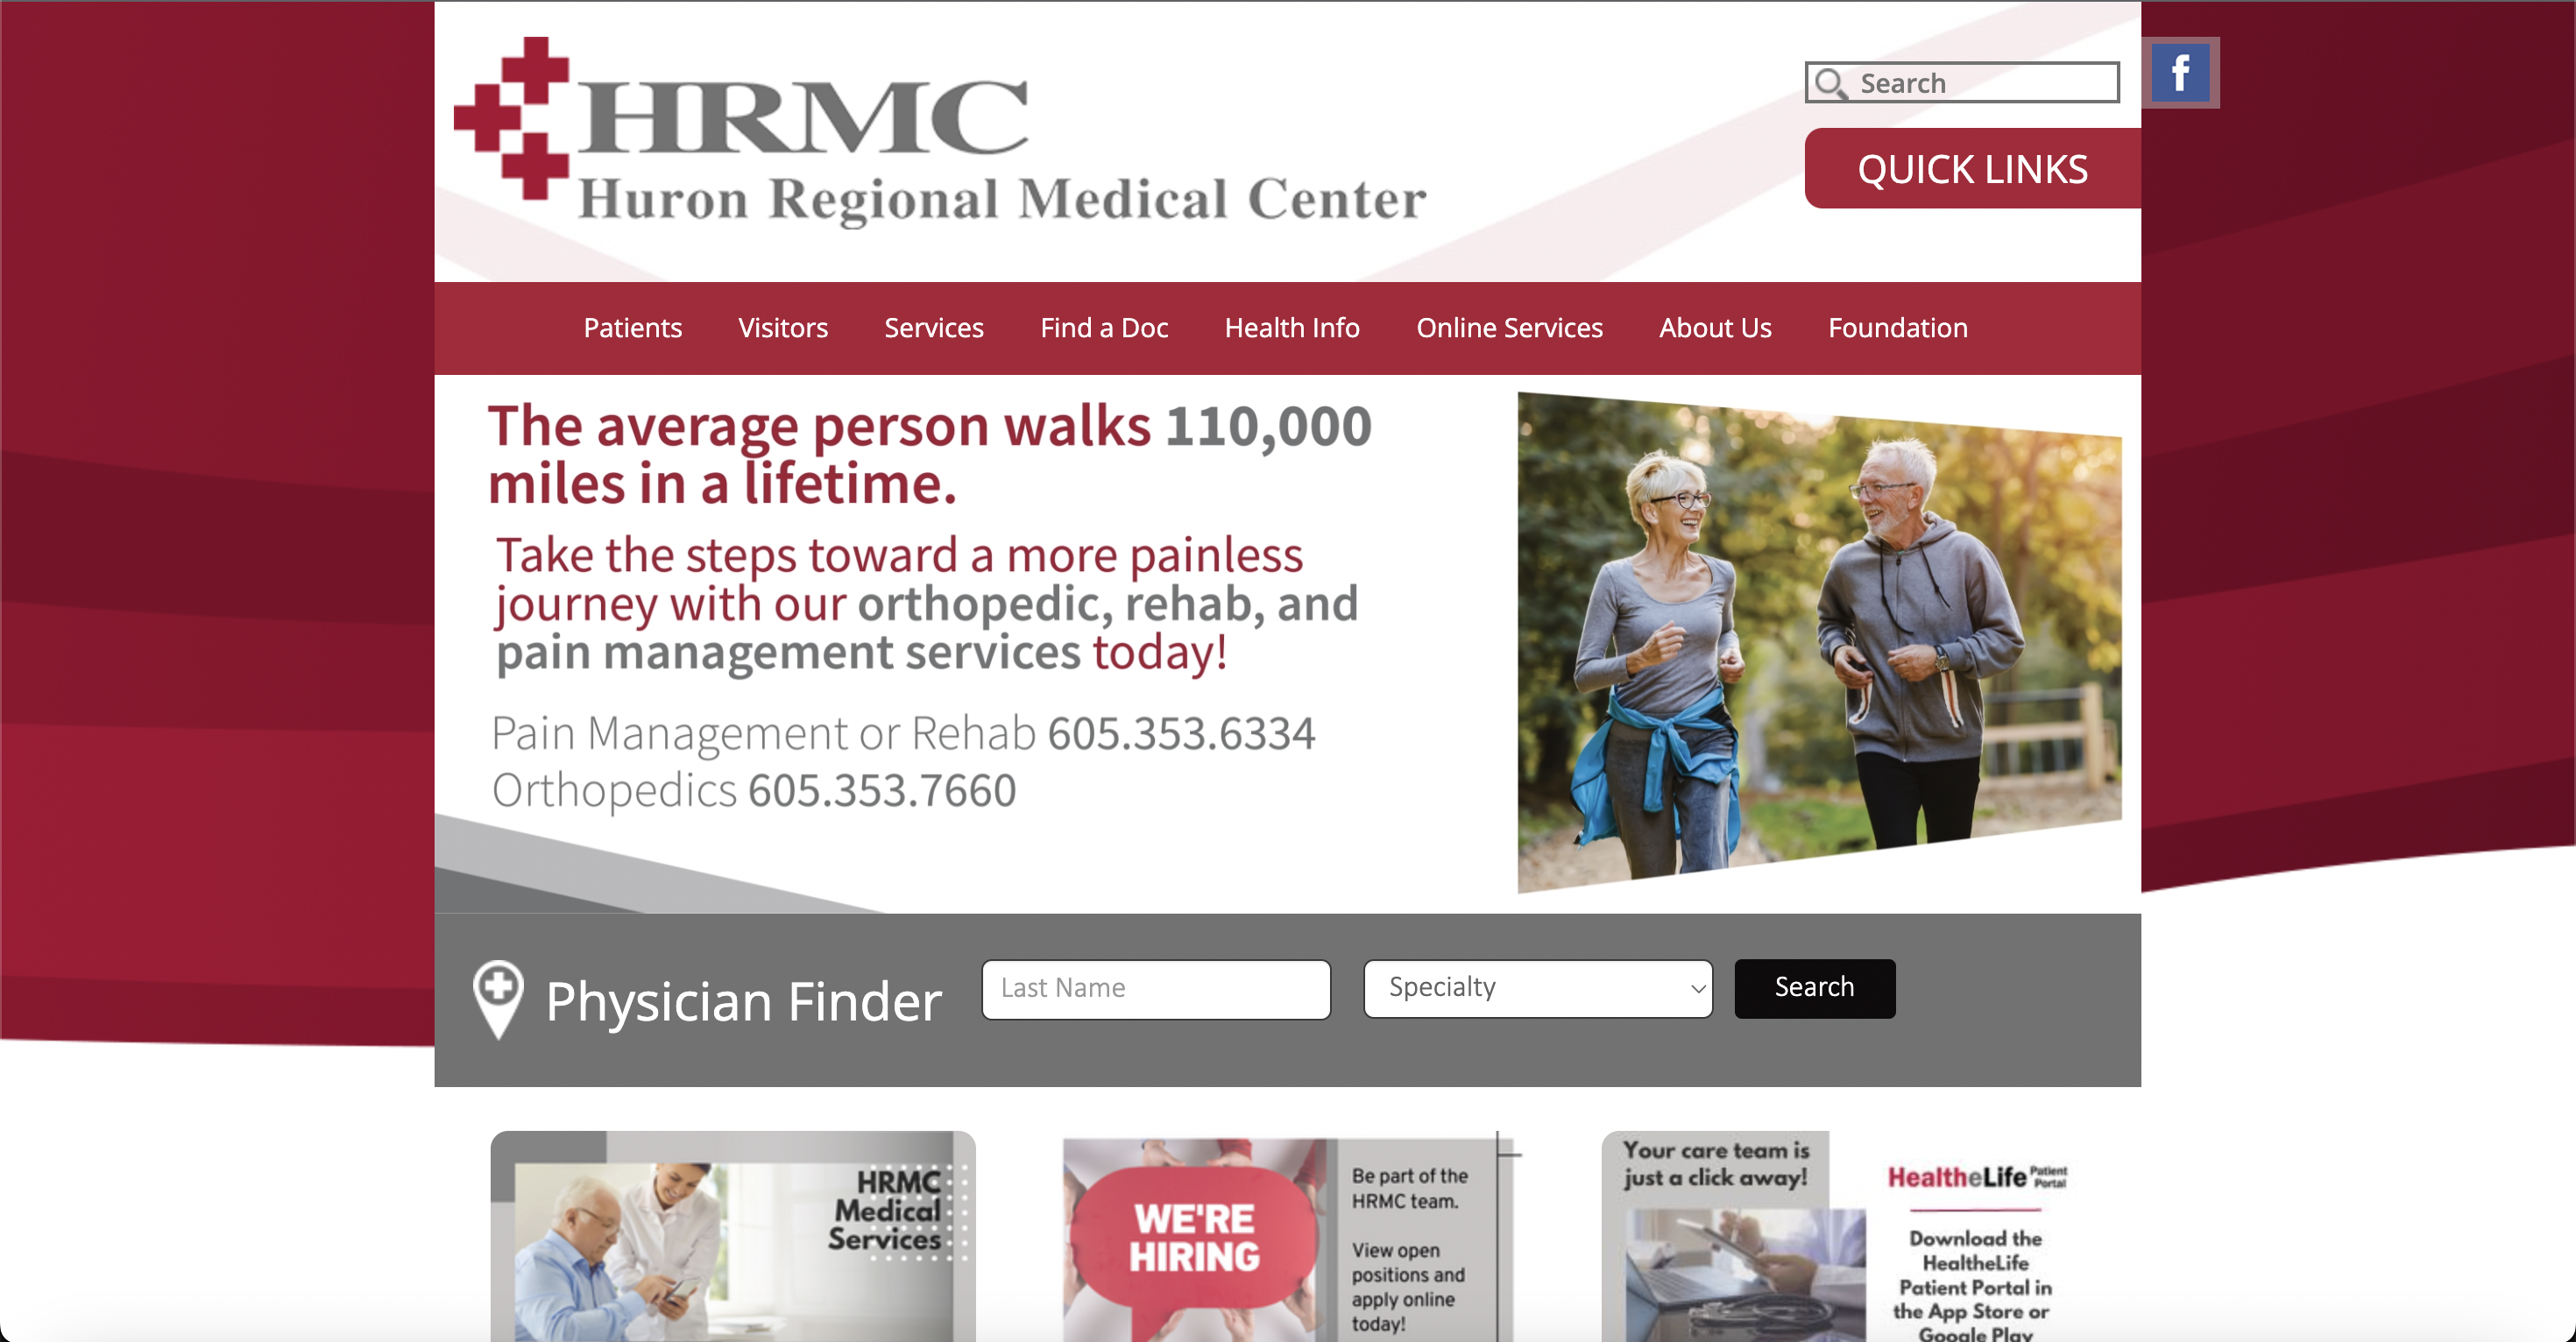 HRMC
Huron Regional Medical Center
Search
f
QUICK LINKS
Patients Visitors Services Find a Doc Health Info Online Services About Us Foundation
The average person walks 110,000
miles in a lifetime.
Take the steps toward a more painless
journey with our orthopedic, rehab, and
pain management services today!
Pain Management or Rehab 605.353.6334
Orthopedics 605.353.7660
Physician Finder
Last Name
Specialty
Search
HRMC
Medical
Services
WE'RE
HIRING
Be part of the
HRMC team.
View open
positions and
apply online
today!
Your care team is
just a click away!
HealtheLife Patient
Portal
Download the
HealtheLife
Patient Portal in
the App Store or
Google Play